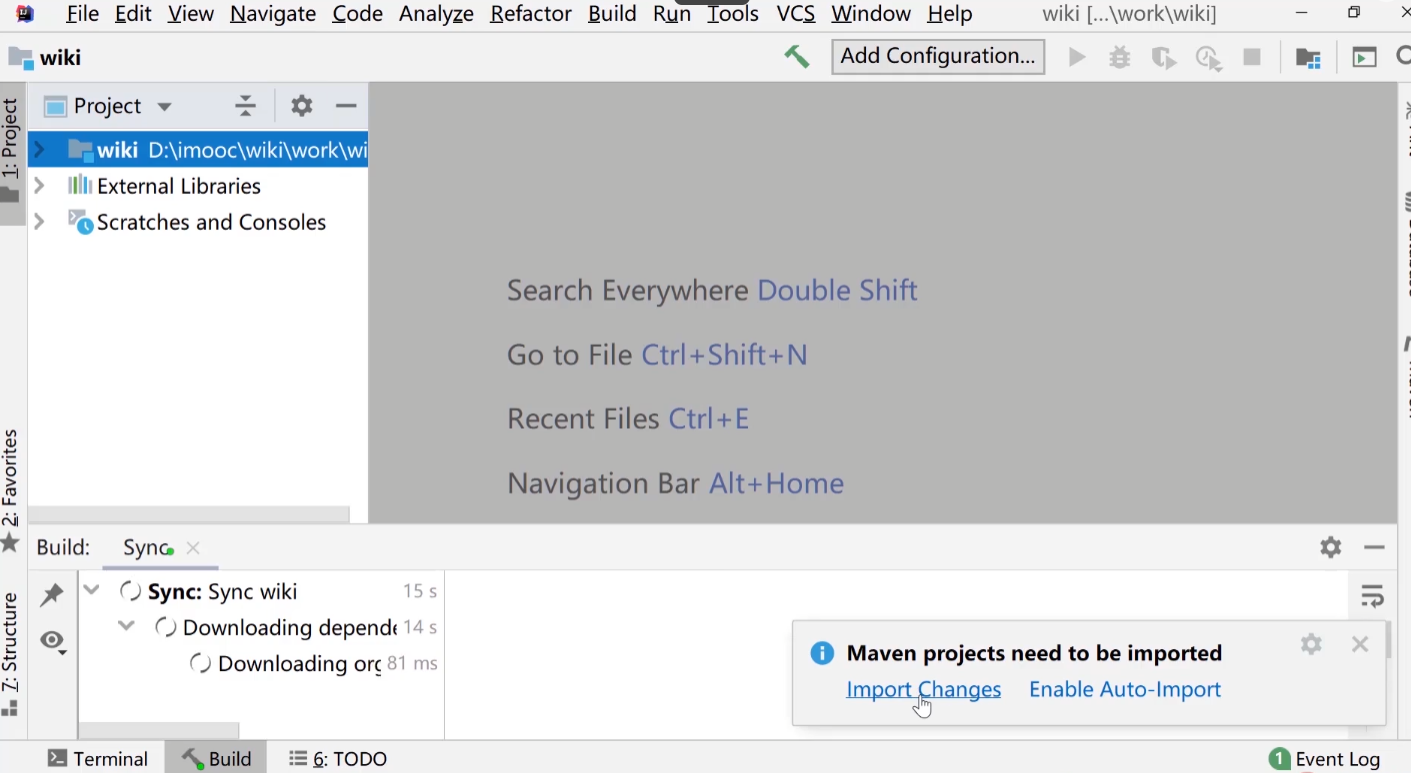 File Edit View Navigate Code Analyze Refactor Build Run Tools VCS Window Help wiki [...\work\wiki]
wiki
Add Configuration...
1: Project
Project
wiki D:\imooc\wiki\work\wi
External Libraries
Scratches and Consoles
Search Everywhere Double Shift
Go to File Ctrl+Shift+N
Recent Files Ctrl+E
Navigation Bar Alt+Home
2: Favorites
Build: Sync
7: Structure
Sync: Sync wiki 15 s
Downloading depende 14 s
Downloading org 81 ms
Maven projects need to be imported
Import Changes Enable Auto-Import
Terminal Build 6: TODO
1 Event Log